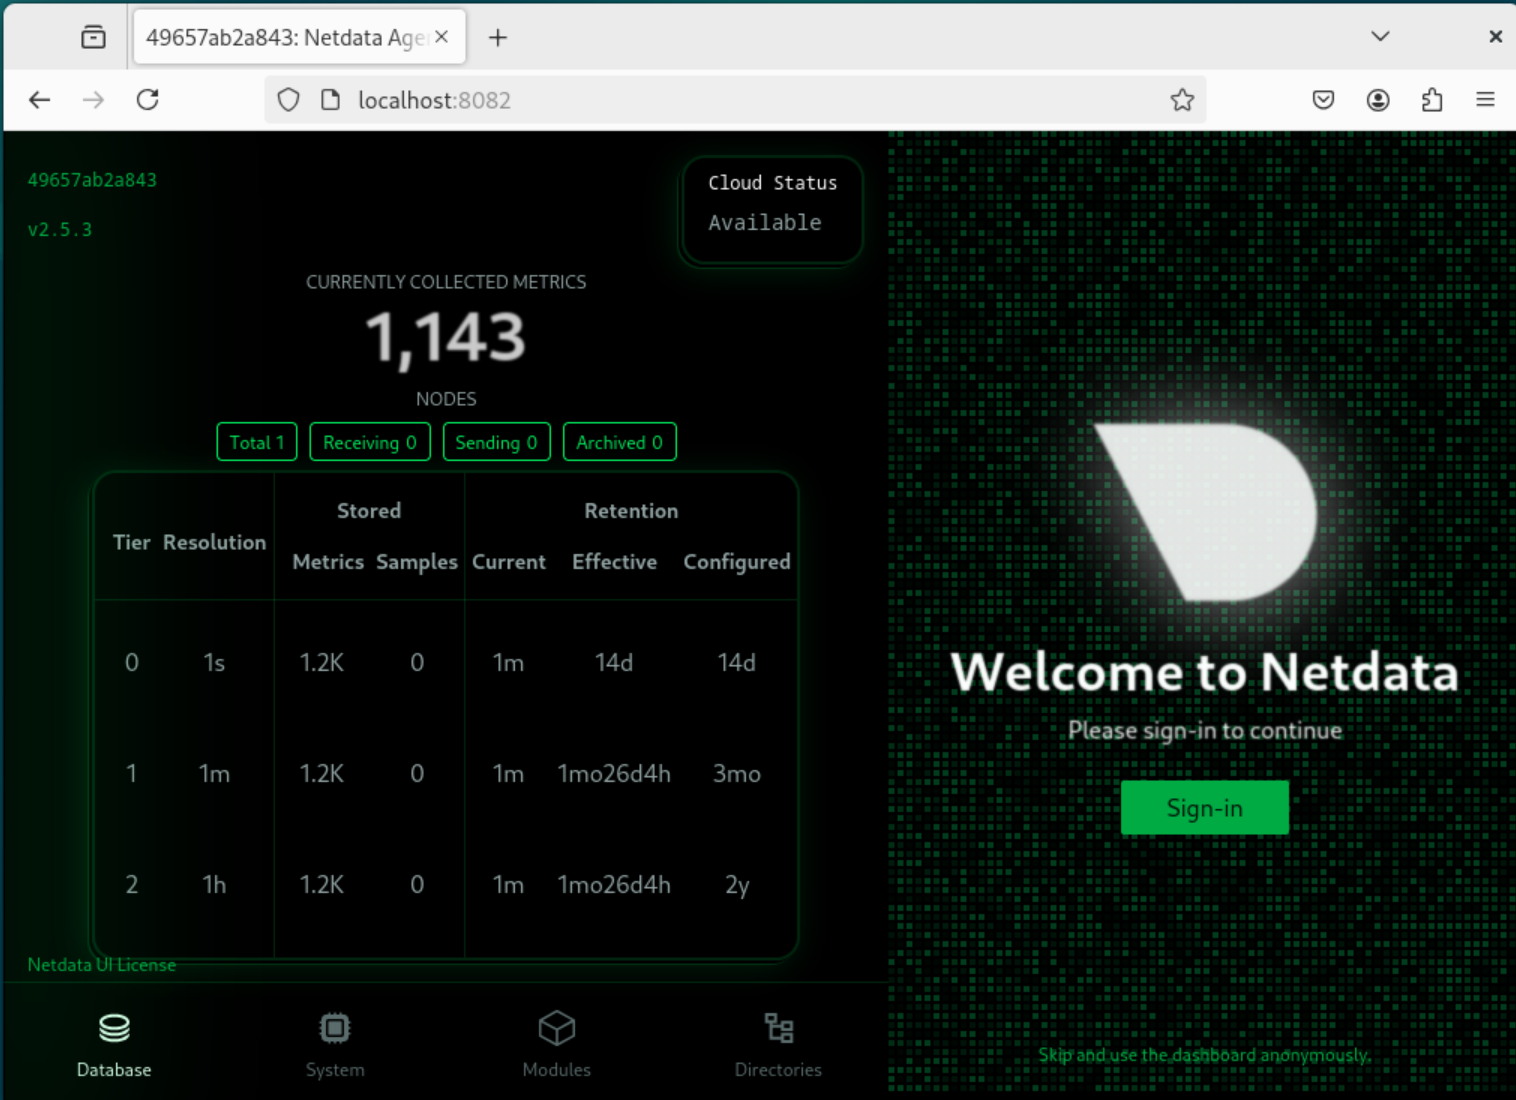 49657ab2a843: Netdata Age
localhost:8082
49657ab2a843
v2.5.3
Cloud Status
Available
CURRENTLY COLLECTED METRICS
1,143
NODES
Total 1 Receiving 0 Sending 0 Archived 0
Stored Retention
Tier Resolution
Metrics Samples Current Effective Configured
0 1s 1.2K 0 1m 14d 14d
1 1m 1.2K 0 1m 1mo26d4h 3mo
2 1h 1.2K 0 1m 1mo26d4h 2y
Netdata UI License
Database System Modules Directories
Welcome to Netdata
Please sign-in to continue
Sign-in
Skip and use the dashboard anonymously.